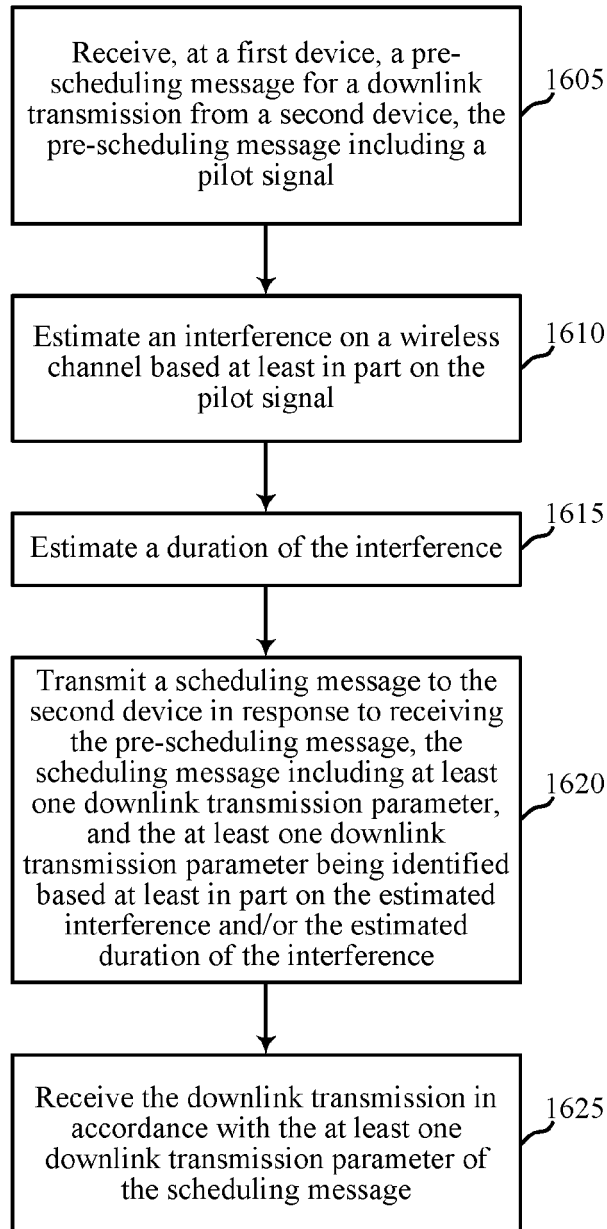 Receive, at a first device, a pre-
scheduling message for a downlink
transmission from a second device, the
pre-scheduling message including a
pilot signal
1605
Estimate an interference on a wireless
channel based at least in part on the
pilot signal
1610
Estimate a duration of the interference
1615
Transmit a scheduling message to the
second device in response to receiving
the pre-scheduling message, the
scheduling message including at least
one downlink transmission parameter,
and the at least one downlink
transmission parameter being identified
based at least in part on the estimated
interference and/or the estimated
duration of the interference
1620
Receive the downlink transmission in
accordance with the at least one
downlink transmission parameter of
the scheduling message
1625